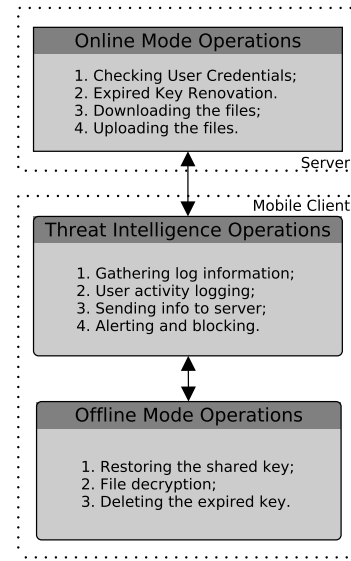 Online Mode Operations
1. Checking User Credentials;
2. Expired Key Renovation.
3. Downloading the files;
4. Uploading the files.
Server
Mobile Client
Threat Intelligence Operations
1. Gathering log information;
2. User activity logging;
3. Sending info to server;
4. Alerting and blocking.
Offline Mode Operations
1. Restoring the shared key;
2. File decryption;
3. Deleting the expired key.